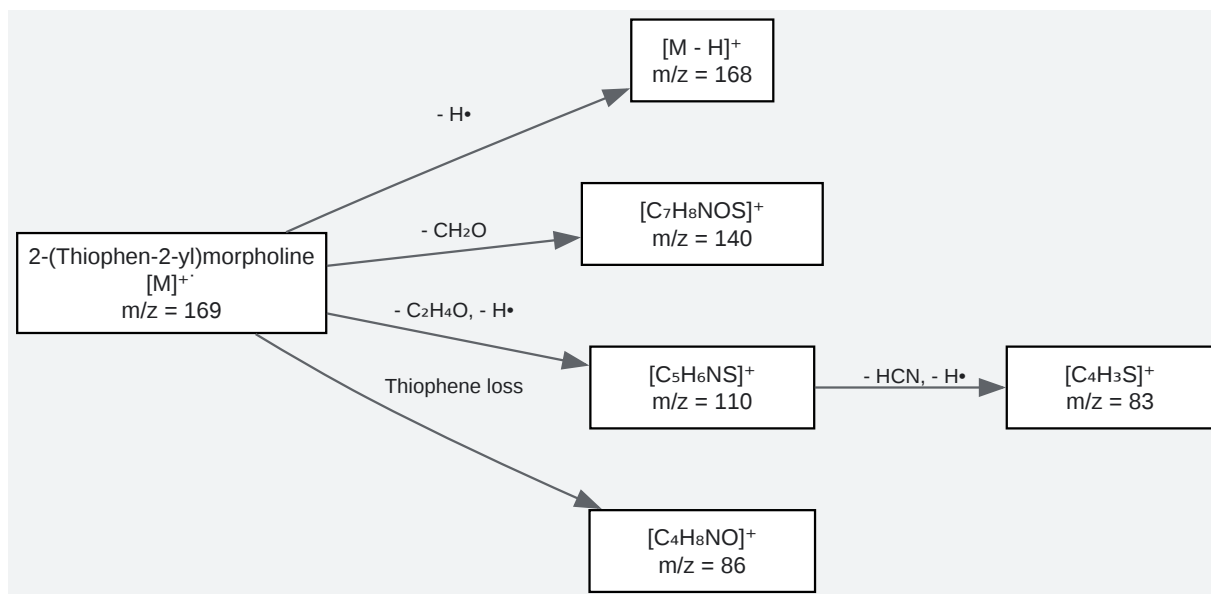 [M - H]⁺
m/z = 168
- H•
[C₇H₈NOS]⁺
m/z = 140
- CH₂O
2-(Thiophen-2-yl)morpholine
[M]⁺˙
m/z = 169
- C₂H₄O, - H•
[C₅H₆NS]⁺
m/z = 110
- HCN, - H•
[C₄H₃S]⁺
m/z = 83
Thiophene loss
[C₄H₈NO]⁺
m/z = 86